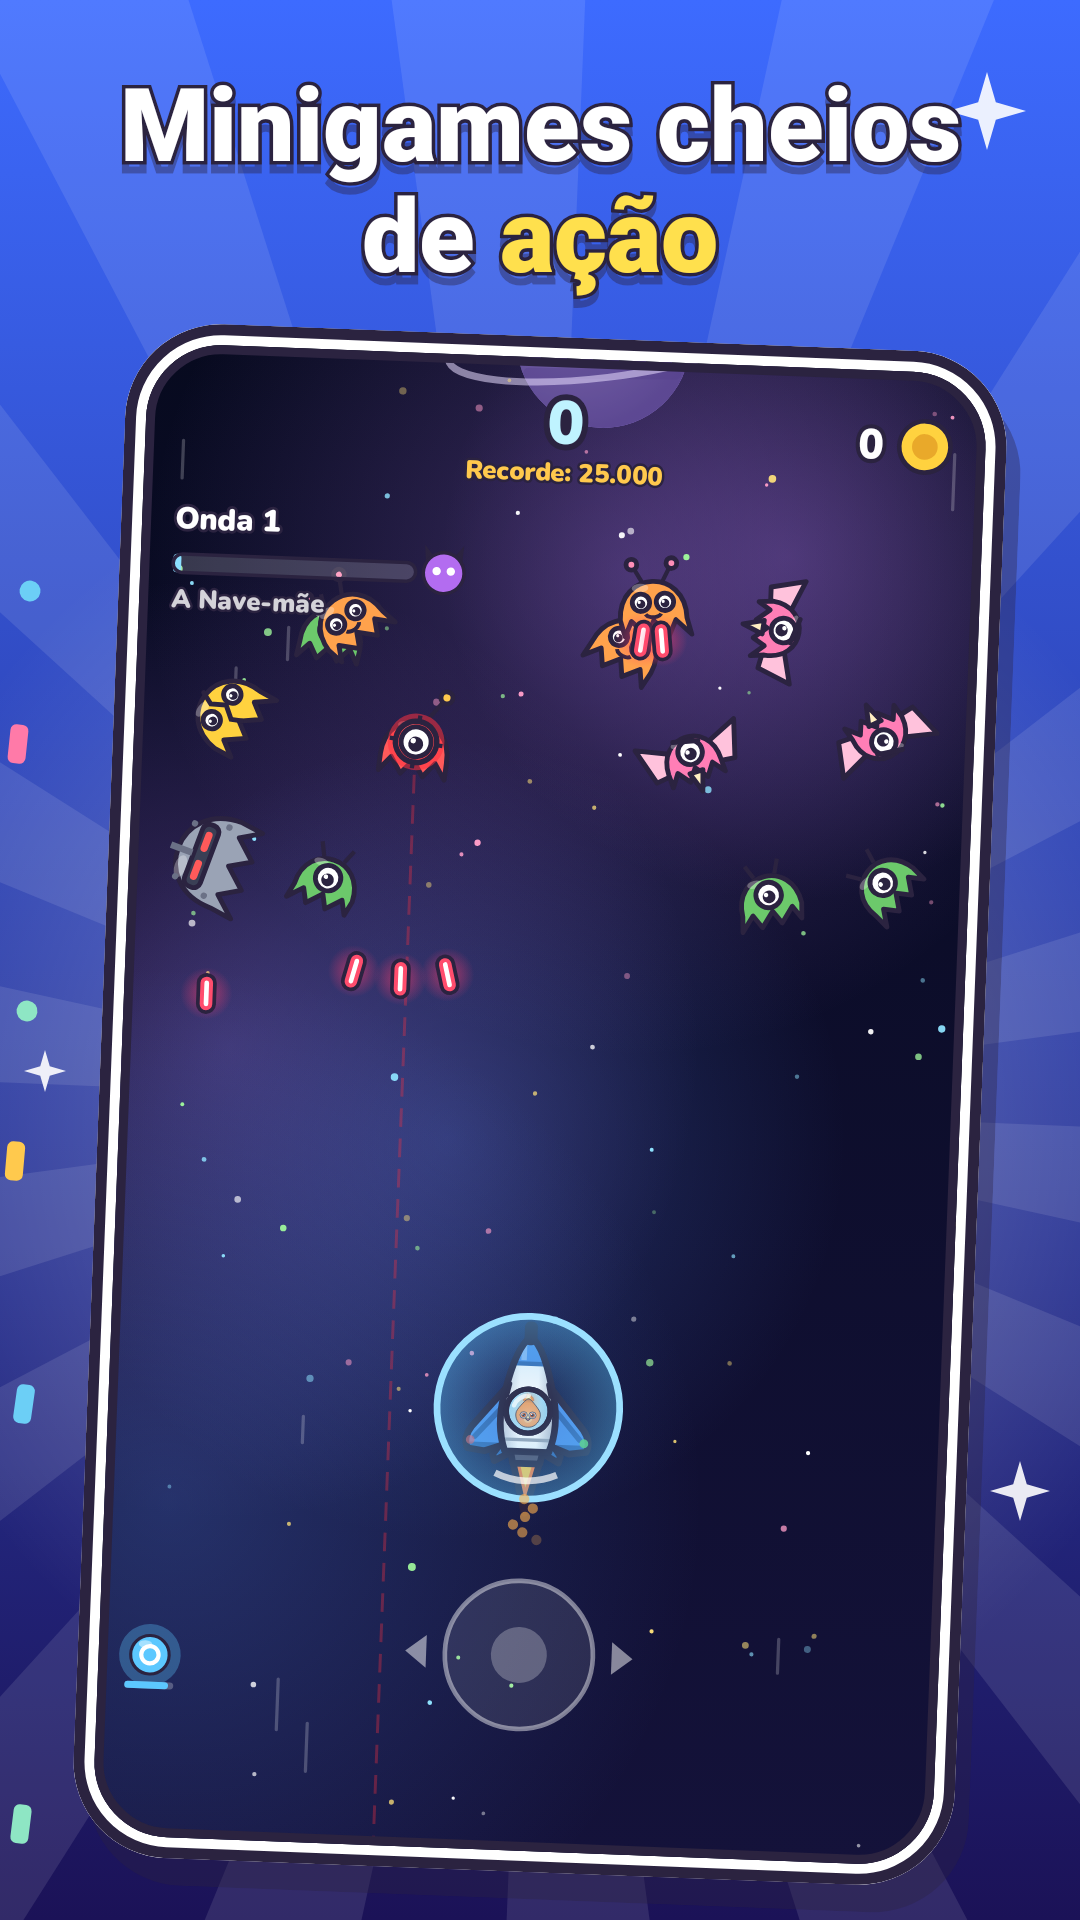 Minigames cheios
de ação
0
0
Recorde: 25.000
Onda 1
A Nave-mãe